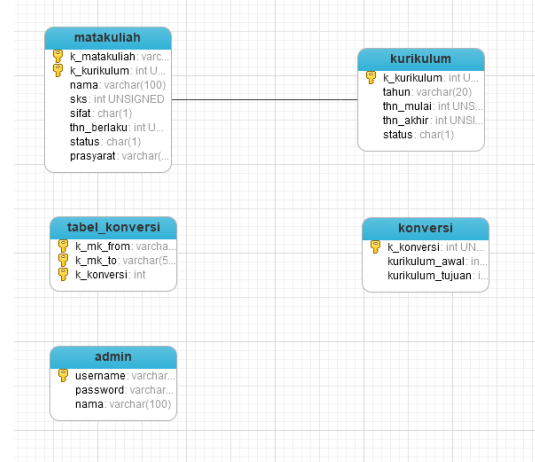 matakuliah
k_matakuliah: varc...
k_kurikulum: int U...
nama: varchar(100)
sks: int UNSIGNED
sifat: char(1)
thn_berlaku: int U...
status: char(1)
prasyarat: varchar(...
kurikulum
k_kurikulum: int U...
tahun: varchar(20)
thn_mulai: int UNS...
thn_akhir: int UNSI...
status: char(1)
tabel_konversi
k_mk_from: varcha...
k_mk_to: varchar(5...
k_konversi: int
konversi
k_konversi: int UN...
kurikulum_awal: in...
kurikulum_tujuan: i...
admin
username: varchar...
password: varchar...
nama: varchar(100)